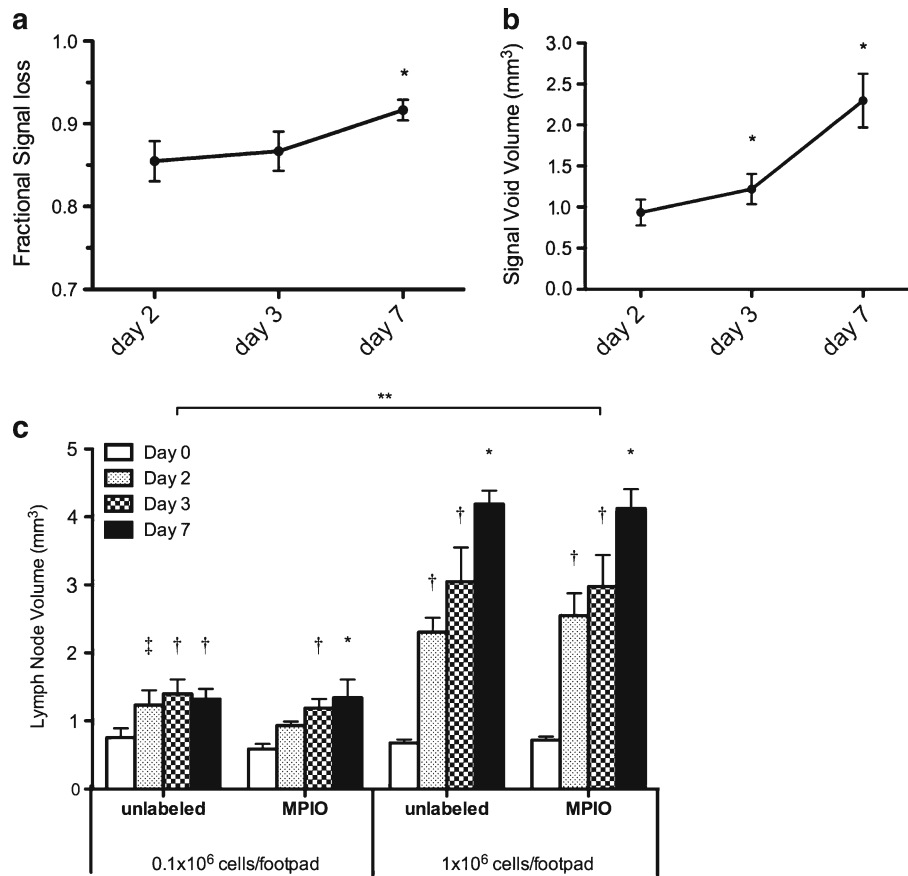 a
Fractional Signal loss
1.0
0.9
0.8
0.7
*
day 2
day 3
day 7
b
Signal Void Volume (mm³)
3.0
2.5
2.0
1.5
1.0
0.5
0.0
*
*
day 2
day 3
day 7
**
c
Lymph Node Volume (mm³)
5
4
3
2
1
0
Day 0
Day 2
Day 3
Day 7
‡ † †
† *
† † *
† † *
unlabeled MPIO unlabeled MPIO
0.1x10⁶ cells/footpad 1x10⁶ cells/footpad